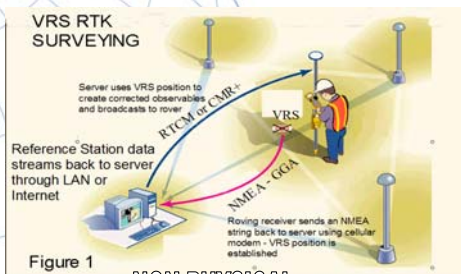 VRS RTK
SURVEYING
Server uses VRS position to
create corrected observables
and broadcasts to rover
RTCM or CMR+
VRS
Reference Station data
streams back to server
through LAN or
Internet
NMEA - GGA
Roving receiver sends an NMEA
string back to server using cellular
modem - VRS position is
established
Figure 1